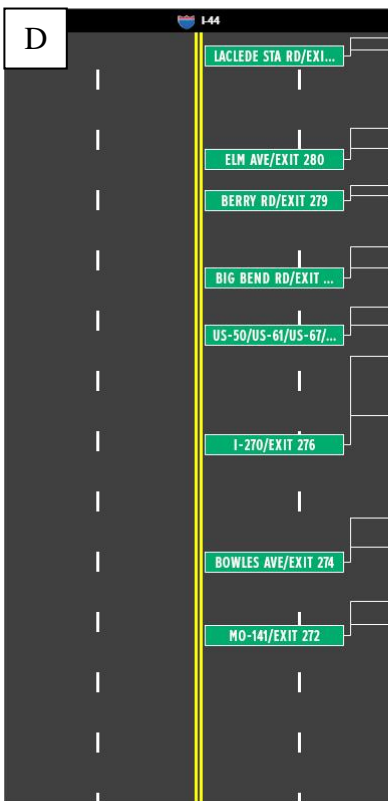 D
I-44
LACLEDE STA RD/EXI...
ELM AVE/EXIT 280
BERRY RD/EXIT 279
BIG BEND RD/EXIT ...
US-50/US-61/US-67/...
I-270/EXIT 276
BOWLES AVE/EXIT 274
MO-141/EXIT 272